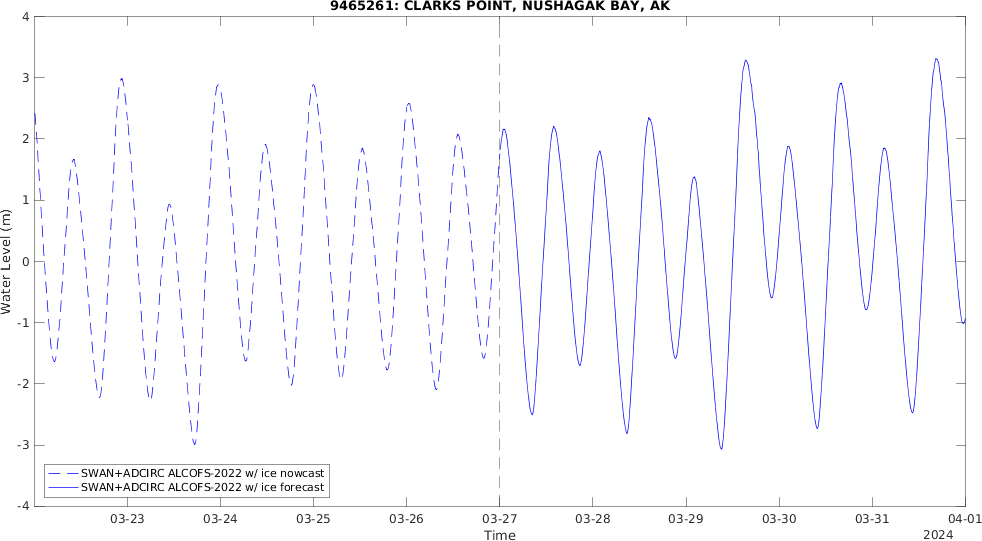 9465261: CLARKS POINT, NUSHAGAK BAY, AK
4
3
2
1
0
-1
-2
-3
-4
Water Level (m)
SWAN+ADCIRC ALCOFS-2022 w/ ice nowcast
SWAN+ADCIRC ALCOFS-2022 w/ ice forecast
03-23 03-24 03-25 03-26 03-27 03-28 03-29 03-30 03-31 04-01
Time
2024